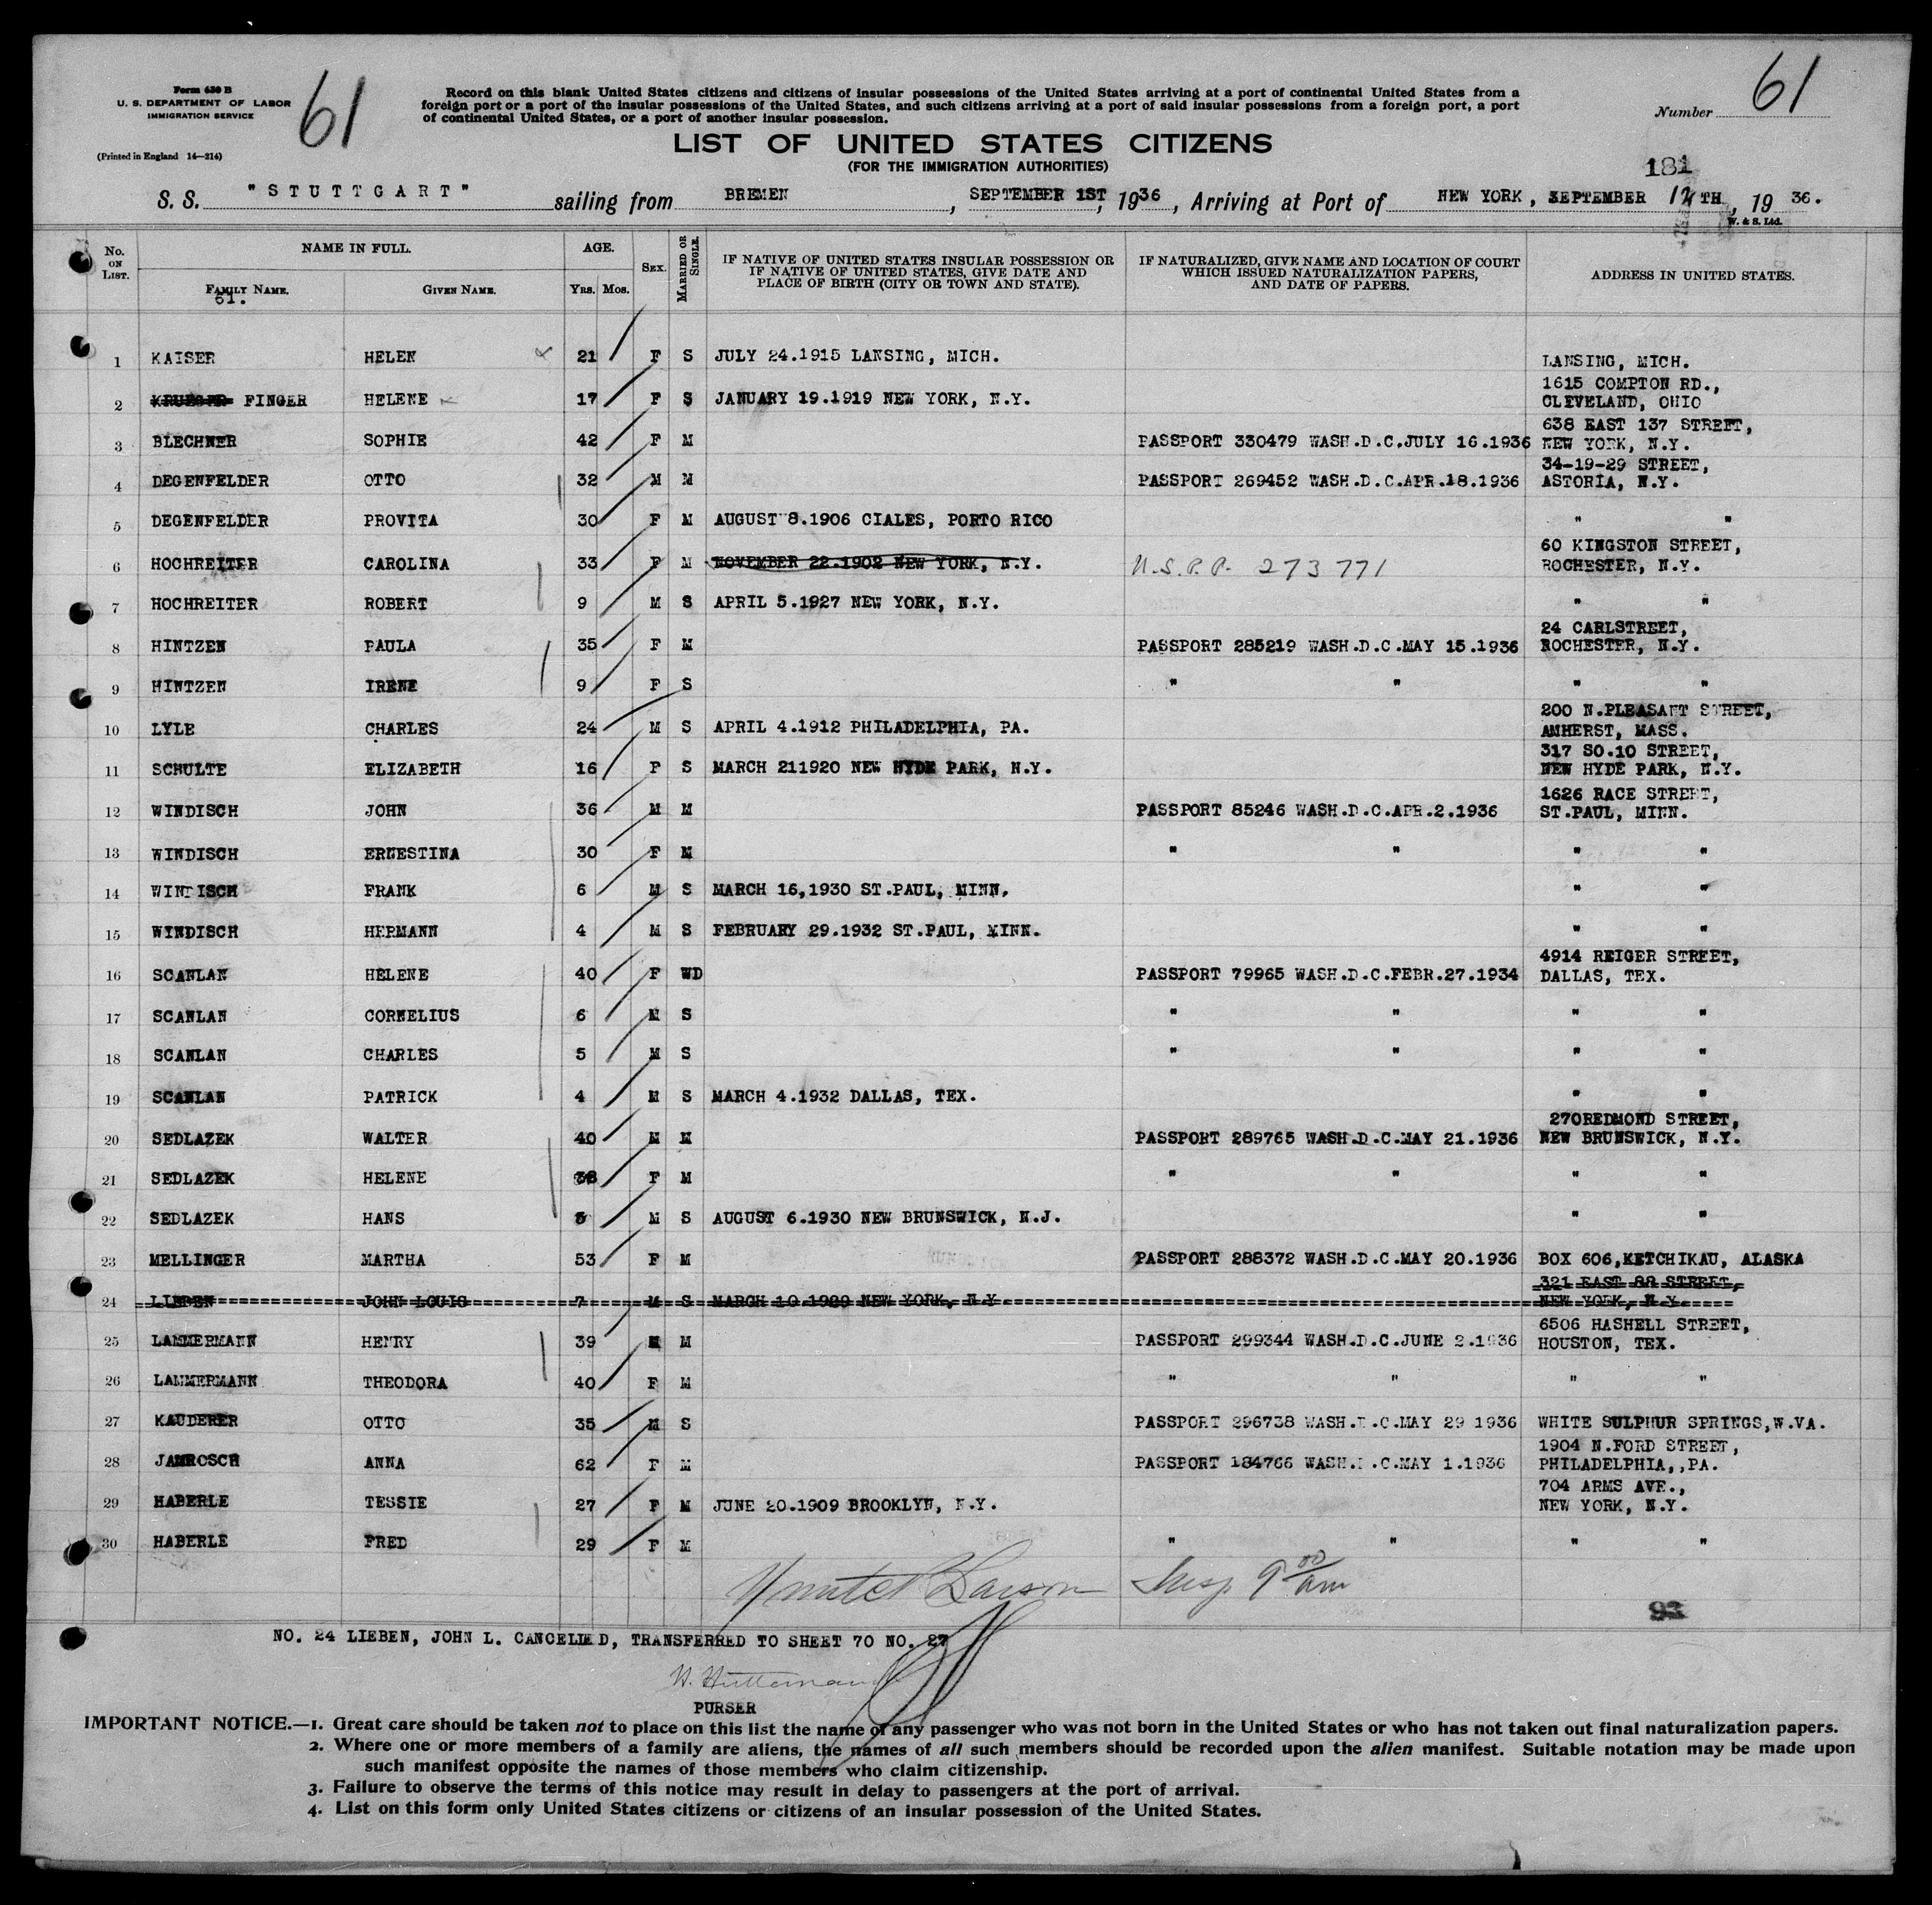 Form 630 B
U. S. DEPARTMENT OF LABOR
IMMIGRATION SERVICE
(Printed in England 14—214)
61
Record on this blank United States citizens and citizens of insular possessions of the United States arriving at a port of continental United States from a
foreign port or a port of the insular possessions of the United States, and such citizens arriving at a port of said insular possessions from a foreign port, a port
of continental United States, or a port of another insular possession.
Number 61
LIST OF UNITED STATES CITIZENS
(FOR THE IMMIGRATION AUTHORITIES)
181
S. S. "STUTTGART" sailing from BREMEN, SEPTEMBER 1ST, 1936, Arriving at Port of NEW YORK, SEPTEMBER 12TH, 1936.
W. & S. Ltd.
No. ON LIST. NAME IN FULL. AGE. SEX. MARRIED OR SINGLE. IF NATIVE OF UNITED STATES INSULAR POSSESSION OR IF NATIVE OF UNITED STATES, GIVE DATE AND PLACE OF BIRTH (CITY OR TOWN AND STATE). IF NATURALIZED, GIVE NAME AND LOCATION OF COURT WHICH ISSUED NATURALIZATION PAPERS, AND DATE OF PAPERS. ADDRESS IN UNITED STATES.
FAMILY NAME. GIVEN NAME. YRS. MOS.
61.
1 KAISER HELEN 21 F S JULY 24.1915 LANSING, MICH. LANSING, MICH.
2 KRUEGER FINGER HELENE 17 F S JANUARY 19.1919 NEW YORK, N.Y. 1615 COMPTON RD., CLEVELAND, OHIO
3 BLECHNER SOPHIE 42 F M PASSPORT 330479 WASH.D.C.JULY 16.1936 638 EAST 137 STREET, NEW YORK, N.Y.
4 DEGENFELDER OTTO 32 M M PASSPORT 269452 WASH.D.C.APR.18.1936 34-19-29 STREET, ASTORIA, N.Y.
5 DEGENFELDER PROVITA 30 F M AUGUST 8.1906 CIALES, PORTO RICO " "
6 HOCHREITER CAROLINA 33 F M NOVEMBER 22.1902 NEW YORK, N.Y. U.S.P.P. 273771 60 KINGSTON STREET, ROCHESTER, N.Y.
7 HOCHREITER ROBERT 9 M S APRIL 5.1927 NEW YORK, N.Y. " "
8 HINTZEN PAULA 35 F M PASSPORT 285219 WASH.D.C.MAY 15.1936 24 CARLSTREET, ROCHESTER, N.Y.
9 HINTZEN IRENE 9 F S " " " "
10 LYLE CHARLES 24 M S APRIL 4.1912 PHILADELPHIA, PA. 200 N.PLEASANT STREET, AMHERST, MASS.
11 SCHULTE ELIZABETH 16 F S MARCH 211920 NEW HYDE PARK, N.Y. 317 SO.10 STREET, NEW HYDE PARK, N.Y.
12 WINDISCH JOHN 36 M M PASSPORT 85246 WASH.D.C.APR.2.1936 1626 RACE STREET, ST.PAUL, MINN.
13 WINDISCH ERNESTINA 30 F M " " " "
14 WINDISCH FRANK 6 M S MARCH 16,1930 ST.PAUL, MINN. " "
15 WINDISCH HERMANN 4 M S FEBRUARY 29.1932 ST.PAUL, MINN. " "
16 SCANLAN HELENE 40 F WD PASSPORT 79965 WASH.D.C.FEBR.27.1934 4914 REIGER STREET, DALLAS, TEX.
17 SCANLAN CORNELIUS 6 M S " " " "
18 SCANLAN CHARLES 5 M S " " " "
19 SCANLAN PATRICK 4 M S MARCH 4.1932 DALLAS, TEX. " "
20 SEDLAZEK WALTER 40 M M PASSPORT 289765 WASH.D.C.MAY 21.1936 270REDMOND STREET, NEW BRUNSWICK, N.Y.
21 SEDLAZEK HELENE 38 F M " " " "
22 SEDLAZEK HANS 5 M S AUGUST 6.1930 NEW BRUNSWICK, N.J. " "
23 MELLINGER MARTHA 53 F M PASSPORT 288372 WASH.D.C.MAY 20.1936 BOX 606,KETCHIKAU, ALASKA
24 LIEBEN JOHN LOUIS 7 M S MARCH 10.1929 NEW YORK, N.Y. 321 EAST 88 STREET, NEW YORK, N.Y.
25 LAMMERMANN HENRY 39 M M PASSPORT 299344 WASH.D.C.JUNE 2.1936 6506 HASHELL STREET, HOUSTON, TEX.
26 LAMMERMANN THEODORA 40 F M " " " "
27 KAUDERER OTTO 35 M S PASSPORT 296738 WASH.D.C.MAY 29 1936 WHITE SULPHUR SPRINGS,W.VA.
28 JAMROSCH ANNA 62 F M PASSPORT 184766 WASH.D.C.MAY 1.1936 1904 N.FORD STREET, PHILADELPHIA,,PA.
29 HABERLE TESSIE 27 F M JUNE 20.1909 BROOKLYN, N.Y. 704 ARMS AVE., NEW YORK, N.Y.
30 HABERLE FRED 29 F M " " " "
Larson Insp 9 00 am
93
NO. 24 LIEBEN, JOHN L. CANCELLED, TRANSFERRED TO SHEET 70 NO. 27
PURSER
IMPORTANT NOTICE.—1. Great care should be taken not to place on this list the name of any passenger who was not born in the United States or who has not taken out final naturalization papers.
2. Where one or more members of a family are aliens, the names of all such members should be recorded upon the alien manifest. Suitable notation may be made upon
such manifest opposite the names of those members who claim citizenship.
3. Failure to observe the terms of this notice may result in delay to passengers at the port of arrival.
4. List on this form only United States citizens or citizens of an insular possession of the United States.